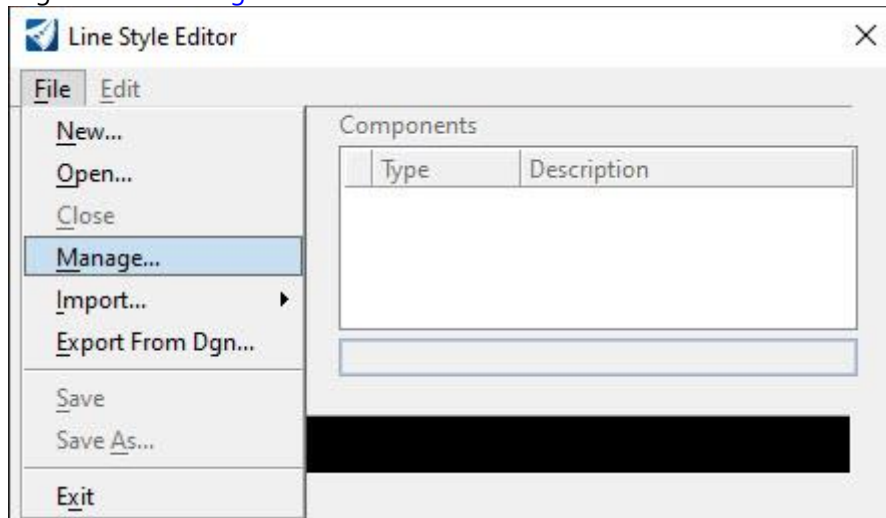 Line Style Editor
File Edit
New...
Open...
Close
Manage...
Import...
Export From Dgn...
Save
Save As...
Exit
Components
Type Description